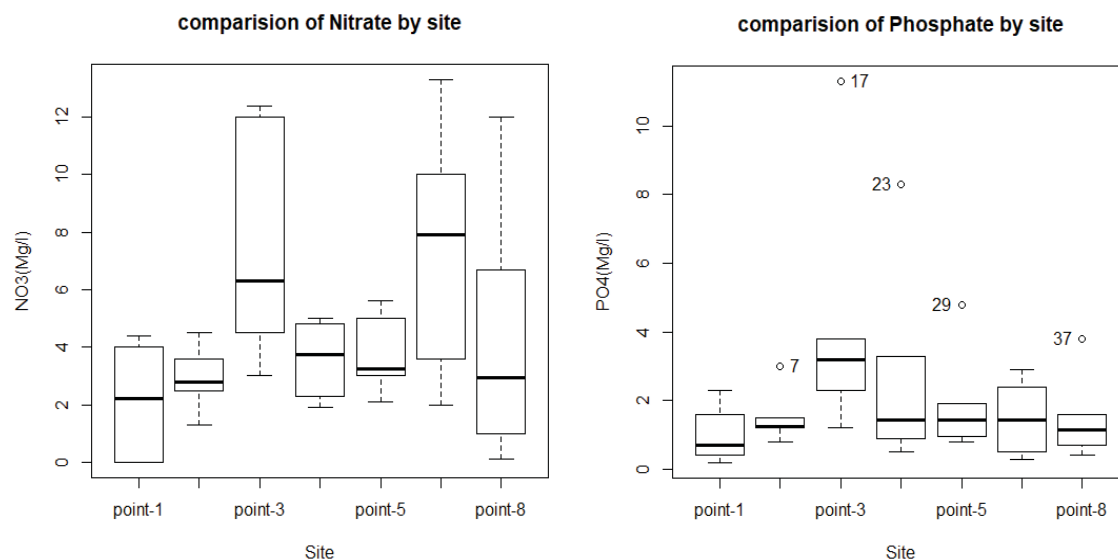 comparision of Nitrate by site
NO3(Mg/l)
12
10
8
6
4
2
0
point-1 point-3 point-5 point-8
Site
comparision of Phosphate by site
PO4(Mg/l)
10
8
6
4
2
0
17
23
29
37
7
point-1 point-3 point-5 point-8
Site